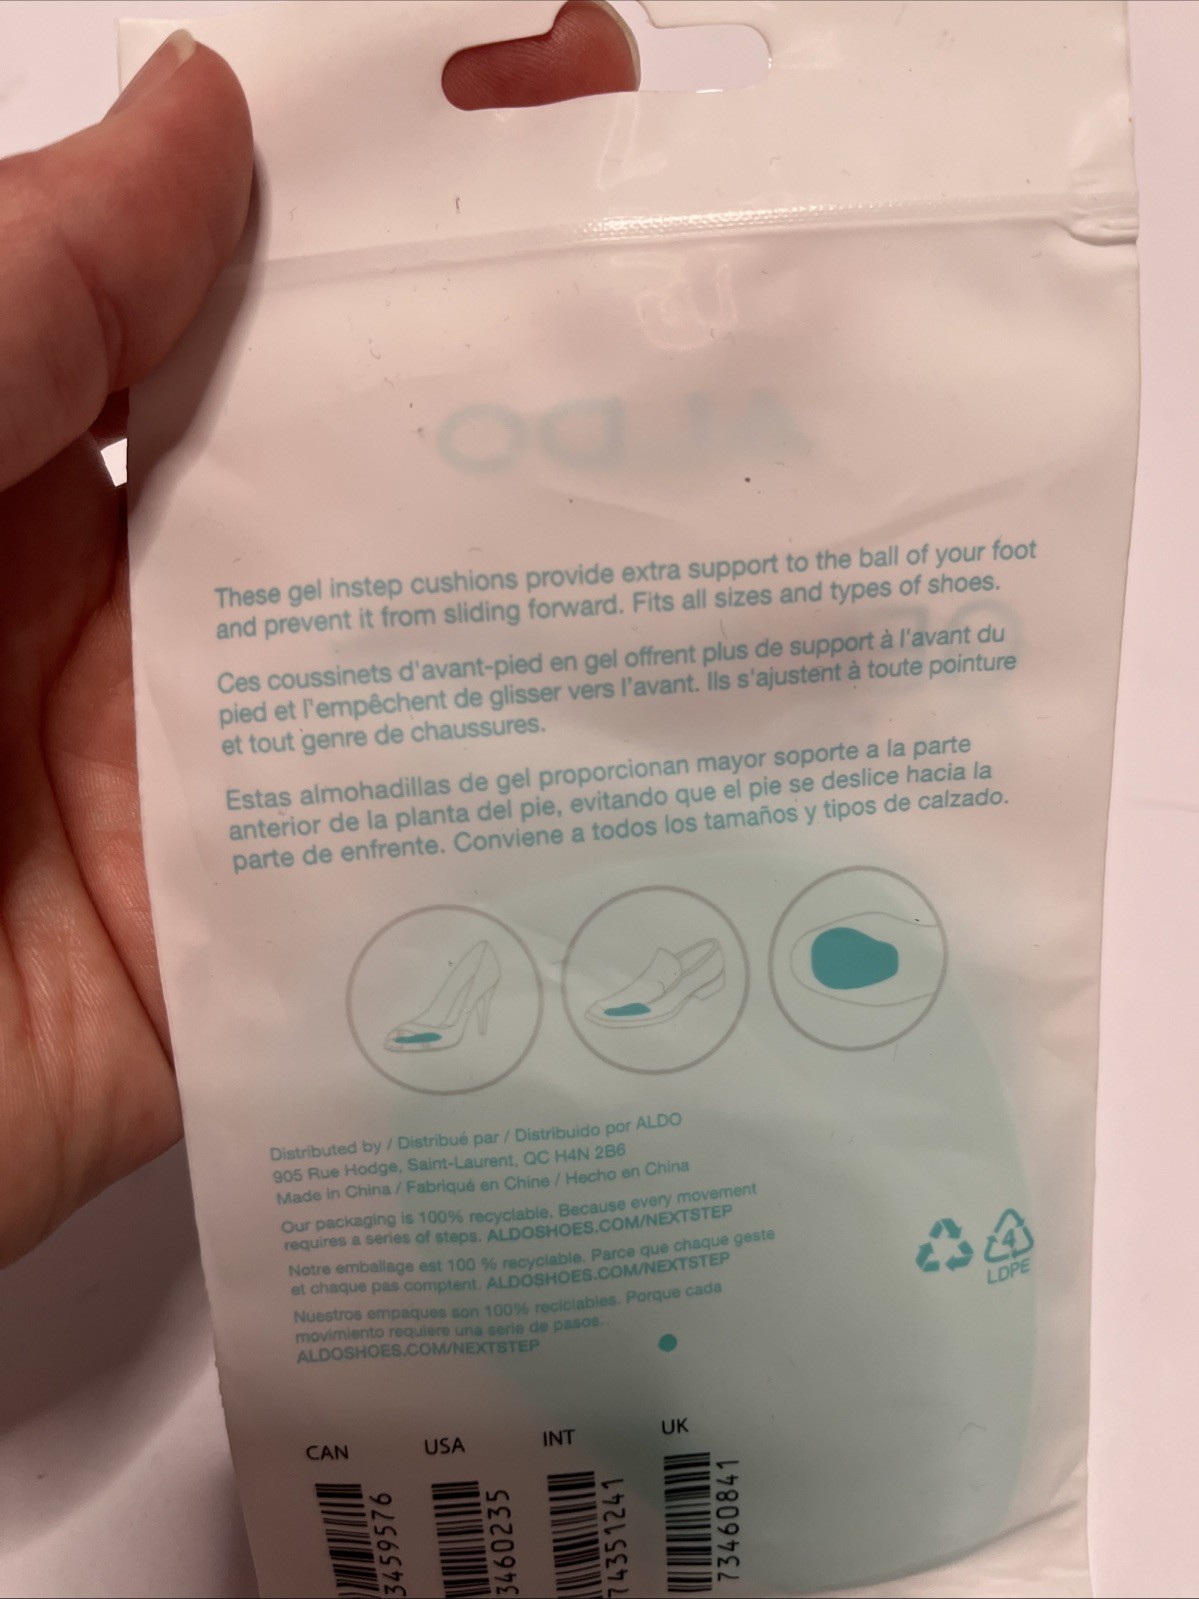 ALDO
These gel instep cushions provide extra support to the ball of your foot
and prevent it from sliding forward. Fits all sizes and types of shoes.
Ces coussinets d'avant-pied en gel offrent plus de support à l'avant du
pied et l'empêchent de glisser vers l'avant. Ils s'ajustent à toute pointure
et tout genre de chaussures.
Estas almohadillas de gel proporcionan mayor soporte a la parte
anterior de la planta del pie, evitando que el pie se deslice hacia la
parte de enfrente. Conviene a todos los tamaños y tipos de calzado.
Distributed by / Distribué par / Distribuido por ALDO
905 Rue Hodge, Saint-Laurent, QC H4N 2B6
Made in China / Fabriqué en Chine / Hecho en China
Our packaging is 100% recyclable. Because every movement
requires a series of steps. ALDOSHOES.COM/NEXTSTEP
Notre emballage est 100 % recyclable. Parce que chaque geste
et chaque pas comptent. ALDOSHOES.COM/NEXTSTEP
Nuestros empaques son 100% reciclables. Porque cada
movimiento requiere una serie de pasos.
ALDOSHOES.COM/NEXTSTEP
4
LDPE
CAN USA INT UK
3459576
3460235
74351241
73460841